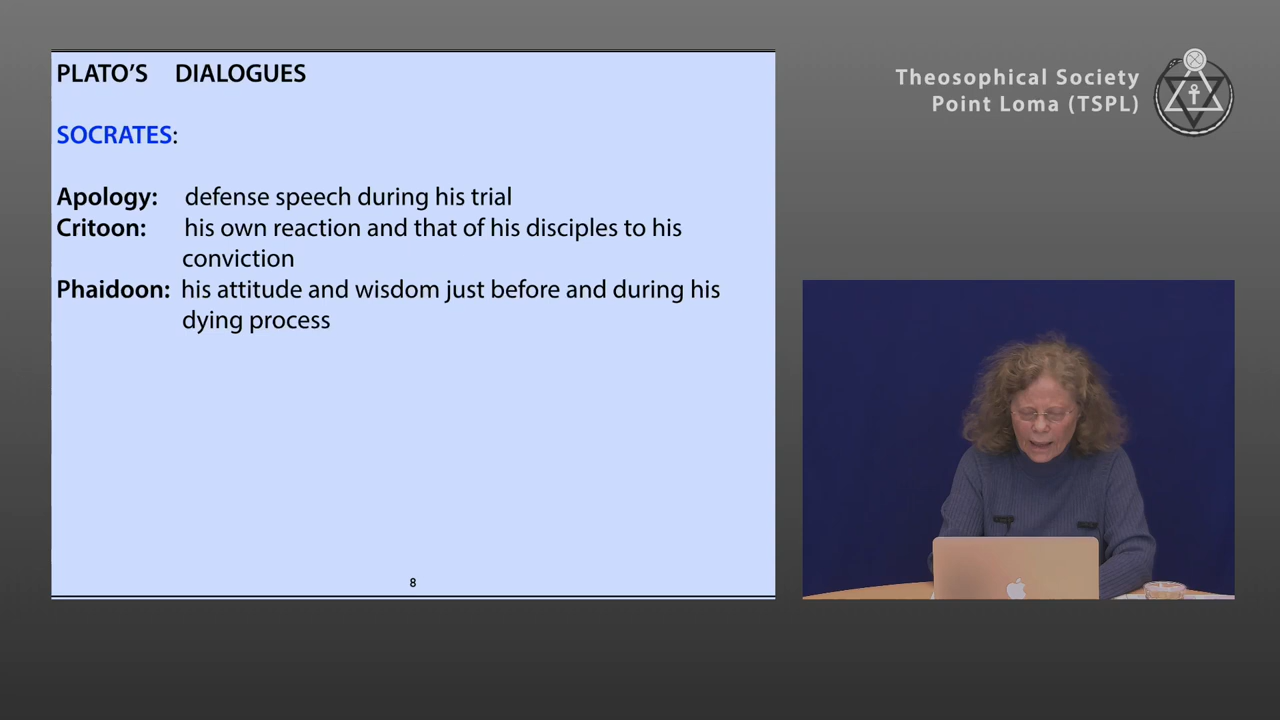 PLATO'S DIALOGUES
SOCRATES:
Apology: defense speech during his trial
Critoon: his own reaction and that of his disciples to his
conviction
Phaidoon: his attitude and wisdom just before and during his
dying process
8
Theosophical Society
Point Loma (TSPL)